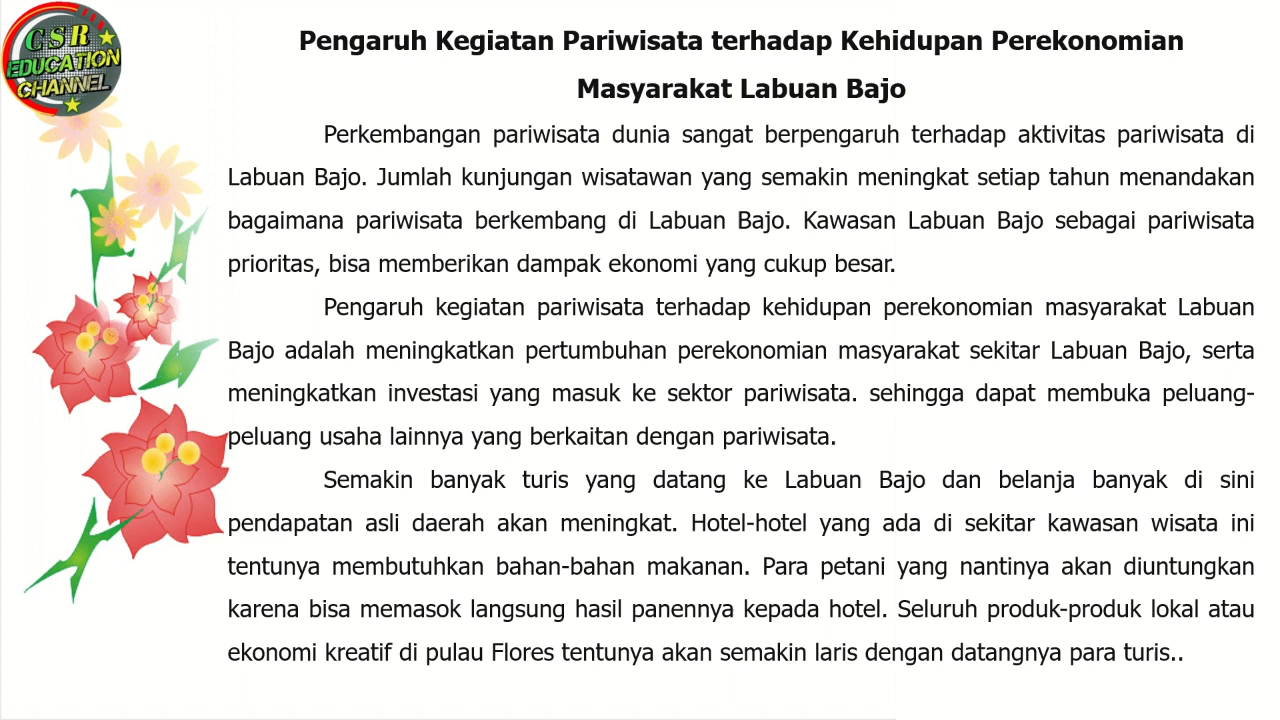 CSR
EDUCATION
CHANNEL
Pengaruh Kegiatan Pariwisata terhadap Kehidupan Perekonomian
Masyarakat Labuan Bajo
Perkembangan pariwisata dunia sangat berpengaruh terhadap aktivitas pariwisata di
Labuan Bajo. Jumlah kunjungan wisatawan yang semakin meningkat setiap tahun menandakan
bagaimana pariwisata berkembang di Labuan Bajo. Kawasan Labuan Bajo sebagai pariwisata
prioritas, bisa memberikan dampak ekonomi yang cukup besar.
Pengaruh kegiatan pariwisata terhadap kehidupan perekonomian masyarakat Labuan
Bajo adalah meningkatkan pertumbuhan perekonomian masyarakat sekitar Labuan Bajo, serta
meningkatkan investasi yang masuk ke sektor pariwisata. sehingga dapat membuka peluang-
peluang usaha lainnya yang berkaitan dengan pariwisata.
Semakin banyak turis yang datang ke Labuan Bajo dan belanja banyak di sini
pendapatan asli daerah akan meningkat. Hotel-hotel yang ada di sekitar kawasan wisata ini
tentunya membutuhkan bahan-bahan makanan. Para petani yang nantinya akan diuntungkan
karena bisa memasok langsung hasil panennya kepada hotel. Seluruh produk-produk lokal atau
ekonomi kreatif di pulau Flores tentunya akan semakin laris dengan datangnya para turis..